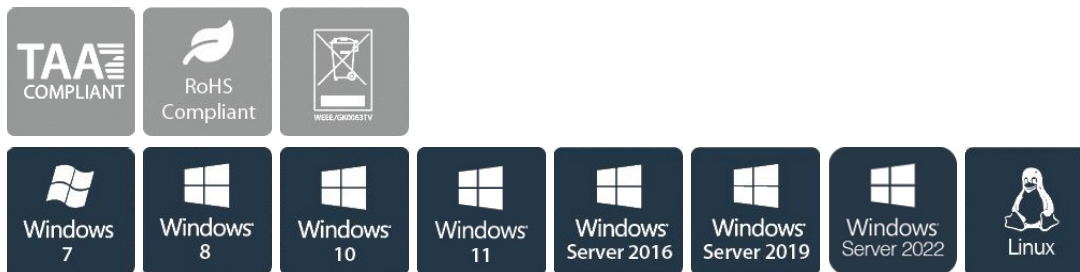 TAA
COMPLIANT
RoHS
Compliant
WEEE/GK0083TV
Windows
7
Windows
8
Windows
10
Windows
11
Windows
Server 2016
Windows
Server 2019
Windows
Server 2022
Linux